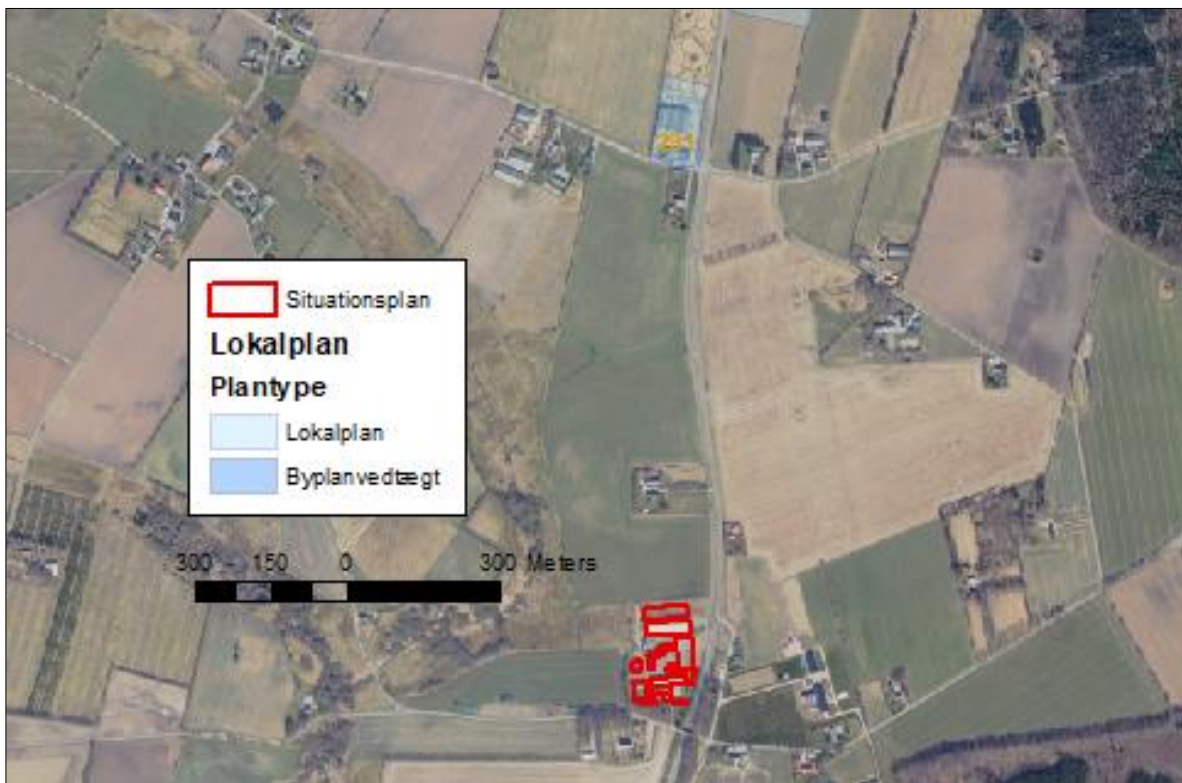 Situationsplan
Lokalplan
Plantype
Lokalplan
Byplanvedtægt
300 - 150 0 300 Meters